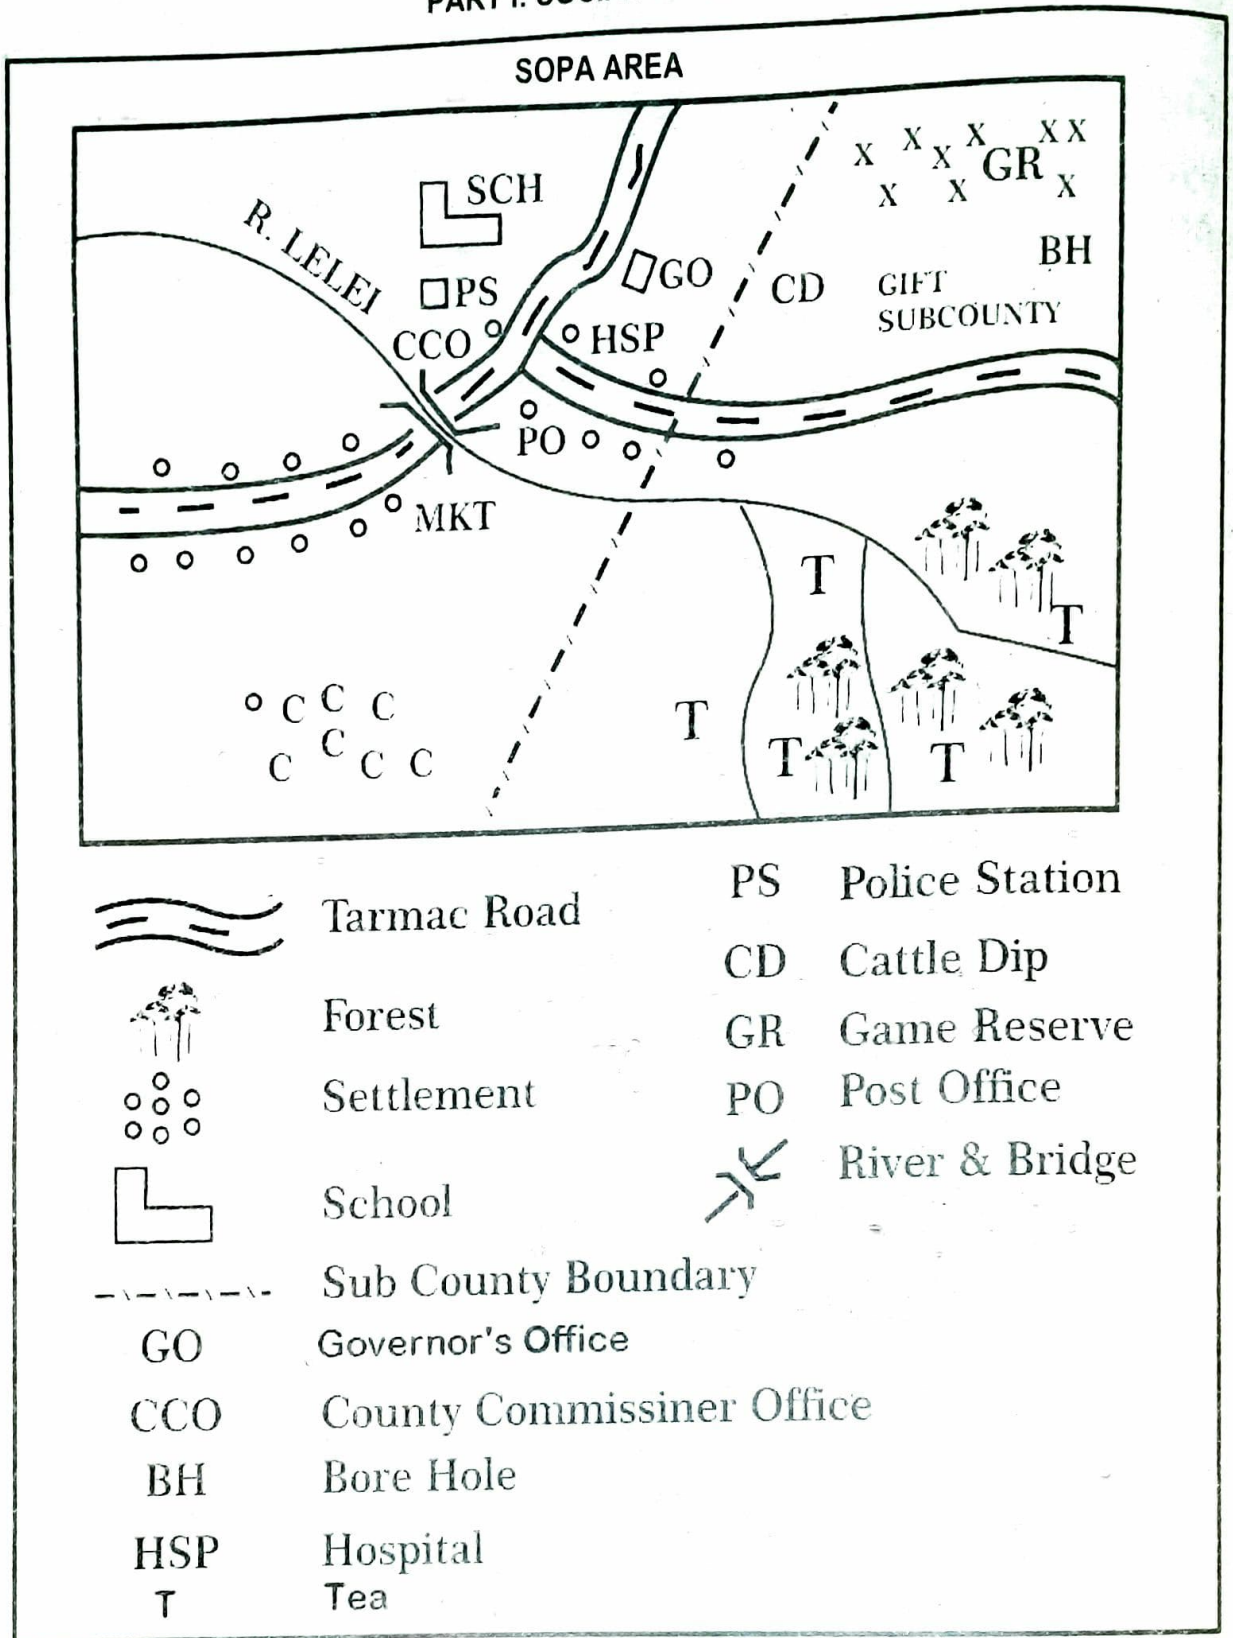 PART I:
SOPA AREA
X X X X X X
GR
X X X
SCH
R. LELEI
BH
GO
CD
GIFT
SUBCOUNTY
PS
CCO
HSP
PO
MKT
T
T
T
T
T
C C C
C
C C C
Tarmac Road
Forest
Settlement
School
Sub County Boundary
GO Governor's Office
CCO County Commissiner Office
BH Bore Hole
HSP Hospital
T Tea
PS Police Station
CD Cattle Dip
GR Game Reserve
PO Post Office
River & Bridge